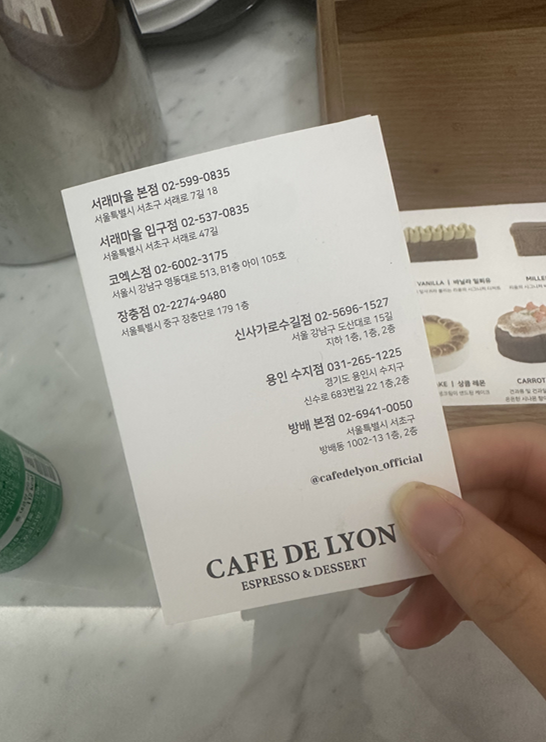 서래마을 본점 02-599-0835
서울특별시 서초구 서래로 7길 18
서래마을 입구점 02-537-0835
서울특별시 서초구 서래로 47길
코엑스점 02-6002-3175
서울시 강남구 영동대로 513, B1층 아이 105호
장충점 02-2274-9480
서울특별시 중구 장충단로 179 1층
신사가로수길점 02-5696-1527
서울 강남구 도산대로 15길
지하 1층, 1층, 2층
용인 수지점 031-265-1225
경기도 용인시 수지구
신수로 683번길 22 1층,2층
방배 본점 02-6941-0050
서울특별시 서초구
방배동 1002-13 1층, 2층
@cafedelyon_official
CAFE DE LYON
ESPRESSO & DESSERT
VANILLA | 바닐라 밀푀유
MILLE
KE | 상콤 레몬
CARROT